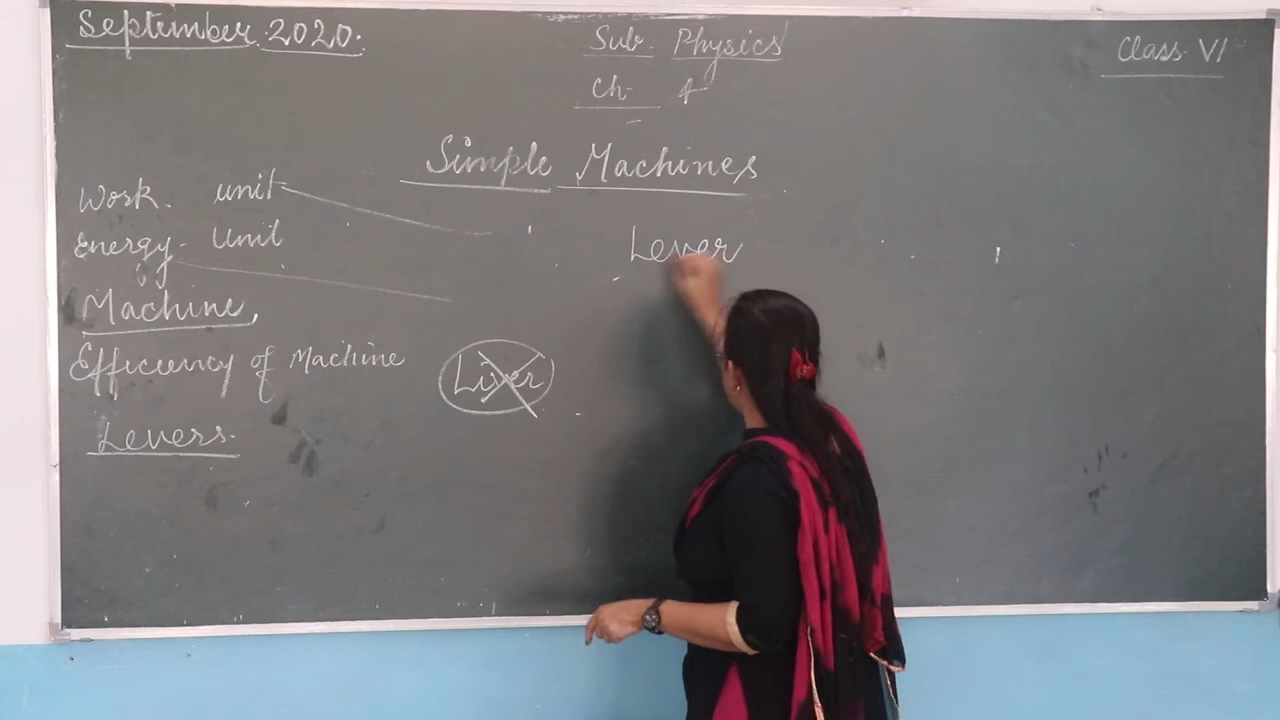 September 2020.
Sub. Physics
Class VI
Ch 4
Simple Machines
Work. unit
Energy - Unit
Lever
Machine,
Efficiency of Machine
Liver
Levers.